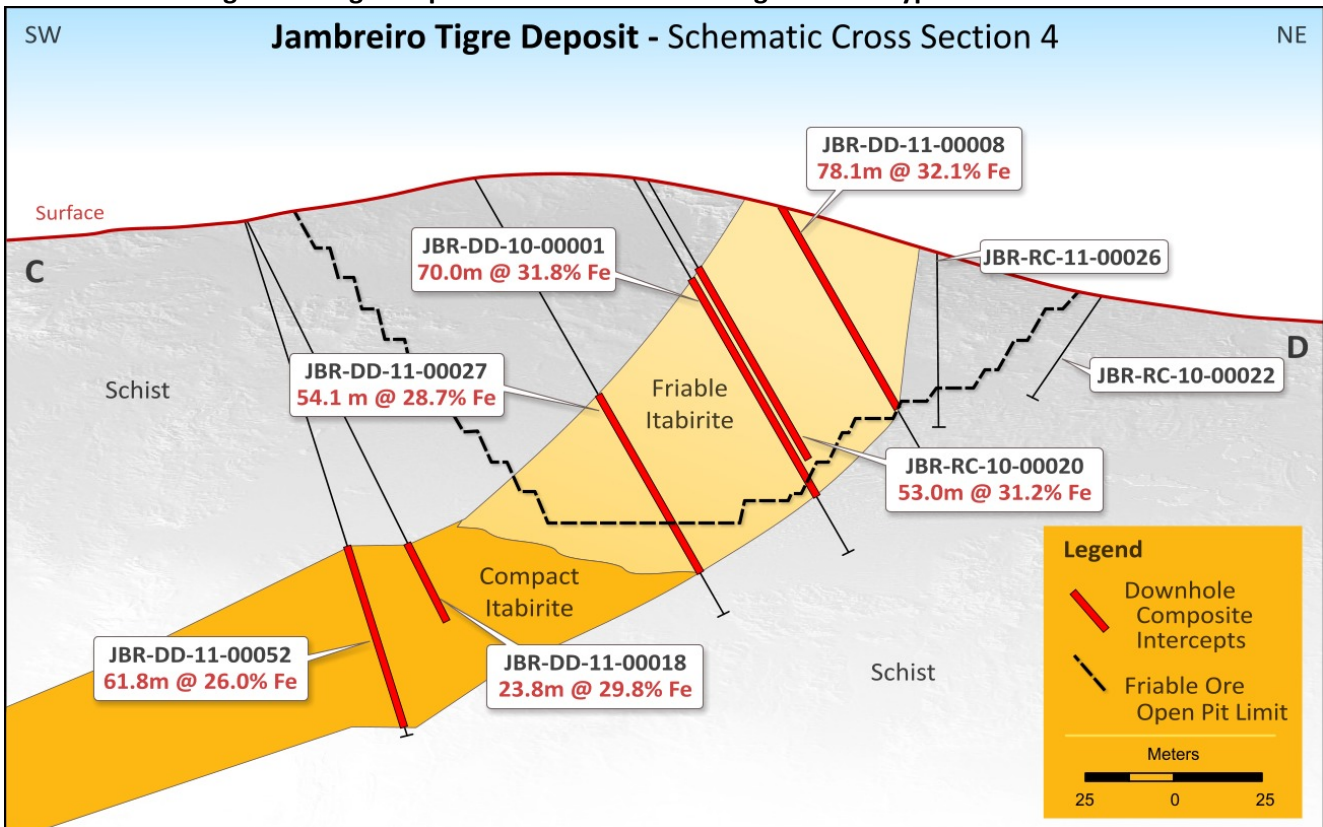 SW
Jambreiro Tigre Deposit - Schematic Cross Section 4
NE
JBR-DD-11-00008
78.1m @ 32.1% Fe
Surface
JBR-DD-10-00001
70.0m @ 31.8% Fe
JBR-RC-11-00026
C
D
JBR-DD-11-00027
54.1 m @ 28.7% Fe
Schist
Friable
Itabirite
JBR-RC-10-00022
JBR-RC-10-00020
53.0m @ 31.2% Fe
Compact
Itabirite
JBR-DD-11-00052
61.8m @ 26.0% Fe
JBR-DD-11-00018
23.8m @ 29.8% Fe
Schist
Legend
Downhole
Composite
Intercepts
Friable Ore
Open Pit Limit
Meters
25 0 25